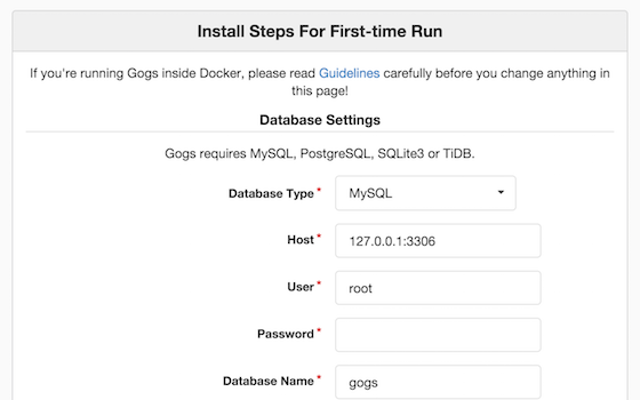 Install Steps For First-time Run
If you're running Gogs inside Docker, please read Guidelines carefully before you change anything in
this page!
Database Settings
Gogs requires MySQL, PostgreSQL, SQLite3 or TiDB.
Database Type * MySQL
Host * 127.0.0.1:3306
User * root
Password *
Database Name * gogs